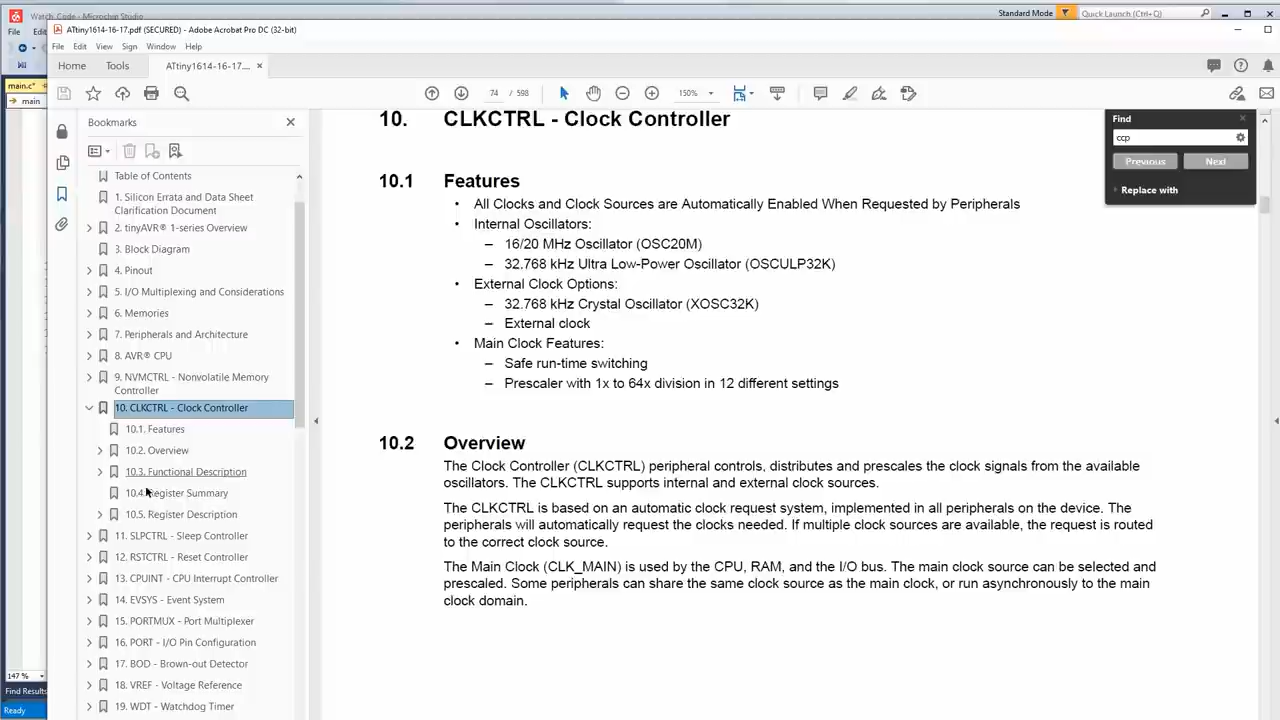 Watch_Code - Microchip Studio
Standard Mode
Quick Launch (Ctrl+Q)
File
ATtiny1614-16-17.pdf (SECURED) - Adobe Acrobat Pro DC (32-bit)
File Edit View Sign Window Help
Home Tools ATtiny1614-16-17... ×
main.c*
main
74 / 598
150%
Bookmarks
Table of Contents
1. Silicon Errata and Data Sheet
Clarification Document
2. tinyAVR® 1-series Overview
3. Block Diagram
4. Pinout
5. I/O Multiplexing and Considerations
6. Memories
7. Peripherals and Architecture
8. AVR® CPU
9. NVMCTRL - Nonvolatile Memory
Controller
10. CLKCTRL - Clock Controller
10.1. Features
10.2. Overview
10.3. Functional Description
10.4. Register Summary
10.5. Register Description
11. SLPCTRL - Sleep Controller
12. RSTCTRL - Reset Controller
13. CPUINT - CPU Interrupt Controller
14. EVSYS - Event System
15. PORTMUX - Port Multiplexer
16. PORT - I/O Pin Configuration
17. BOD - Brown-out Detector
18. VREF - Voltage Reference
19. WDT - Watchdog Timer
147 %
Find Results
Ready
10. CLKCTRL - Clock Controller
10.1 Features
• All Clocks and Clock Sources are Automatically Enabled When Requested by Peripherals
• Internal Oscillators:
– 16/20 MHz Oscillator (OSC20M)
– 32.768 kHz Ultra Low-Power Oscillator (OSCULP32K)
• External Clock Options:
– 32.768 kHz Crystal Oscillator (XOSC32K)
– External clock
• Main Clock Features:
– Safe run-time switching
– Prescaler with 1x to 64x division in 12 different settings
10.2 Overview
The Clock Controller (CLKCTRL) peripheral controls, distributes and prescales the clock signals from the available
oscillators. The CLKCTRL supports internal and external clock sources.
The CLKCTRL is based on an automatic clock request system, implemented in all peripherals on the device. The
peripherals will automatically request the clocks needed. If multiple clock sources are available, the request is routed
to the correct clock source.
The Main Clock (CLK_MAIN) is used by the CPU, RAM, and the I/O bus. The main clock source can be selected and
prescaled. Some peripherals can share the same clock source as the main clock, or run asynchronously to the main
clock domain.
Find
ccp
Previous Next
Replace with